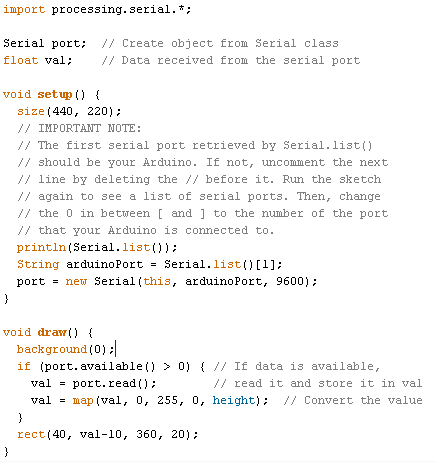 import processing.serial.*;
Serial port;  // Create object from Serial class
float val;    // Data received from the serial port
void setup() {
  size(440, 220);
  // IMPORTANT NOTE:
  // The first serial port retrieved by Serial.list()
  // should be your Arduino. If not, uncomment the next
  // line by deleting the // before it. Run the sketch
  // again to see a list of serial ports. Then, change
  // the 0 in between [ and ] to the number of the port
  // that your Arduino is connected to.
  println(Serial.list());
  String arduinoPort = Serial.list()[1];
  port = new Serial(this, arduinoPort, 9600);
}
void draw() {
  background(0);
  if (port.available() > 0) { // If data is available,
    val = port.read();        // read it and store it in val
    val = map(val, 0, 255, 0, height);  // Convert the value
  }
  rect(40, val-10, 360, 20);
}